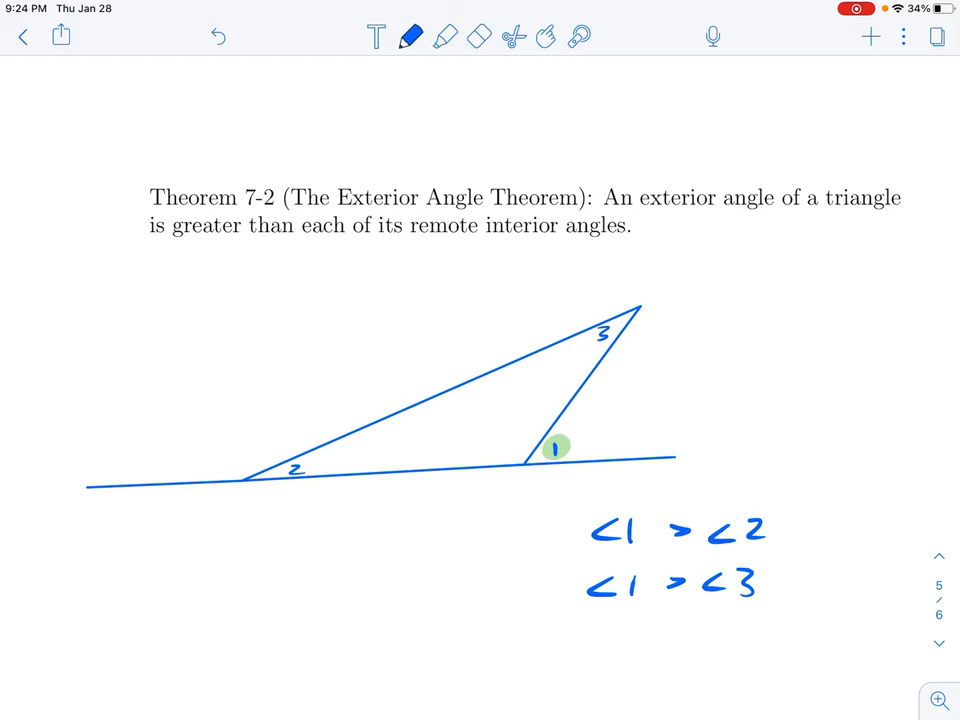 9:24 PM Thu Jan 28
34%
T
Theorem 7-2 (The Exterior Angle Theorem): An exterior angle of a triangle
is greater than each of its remote interior angles.
3
1
2
<1 > <2
<1 > <3
5
/
6